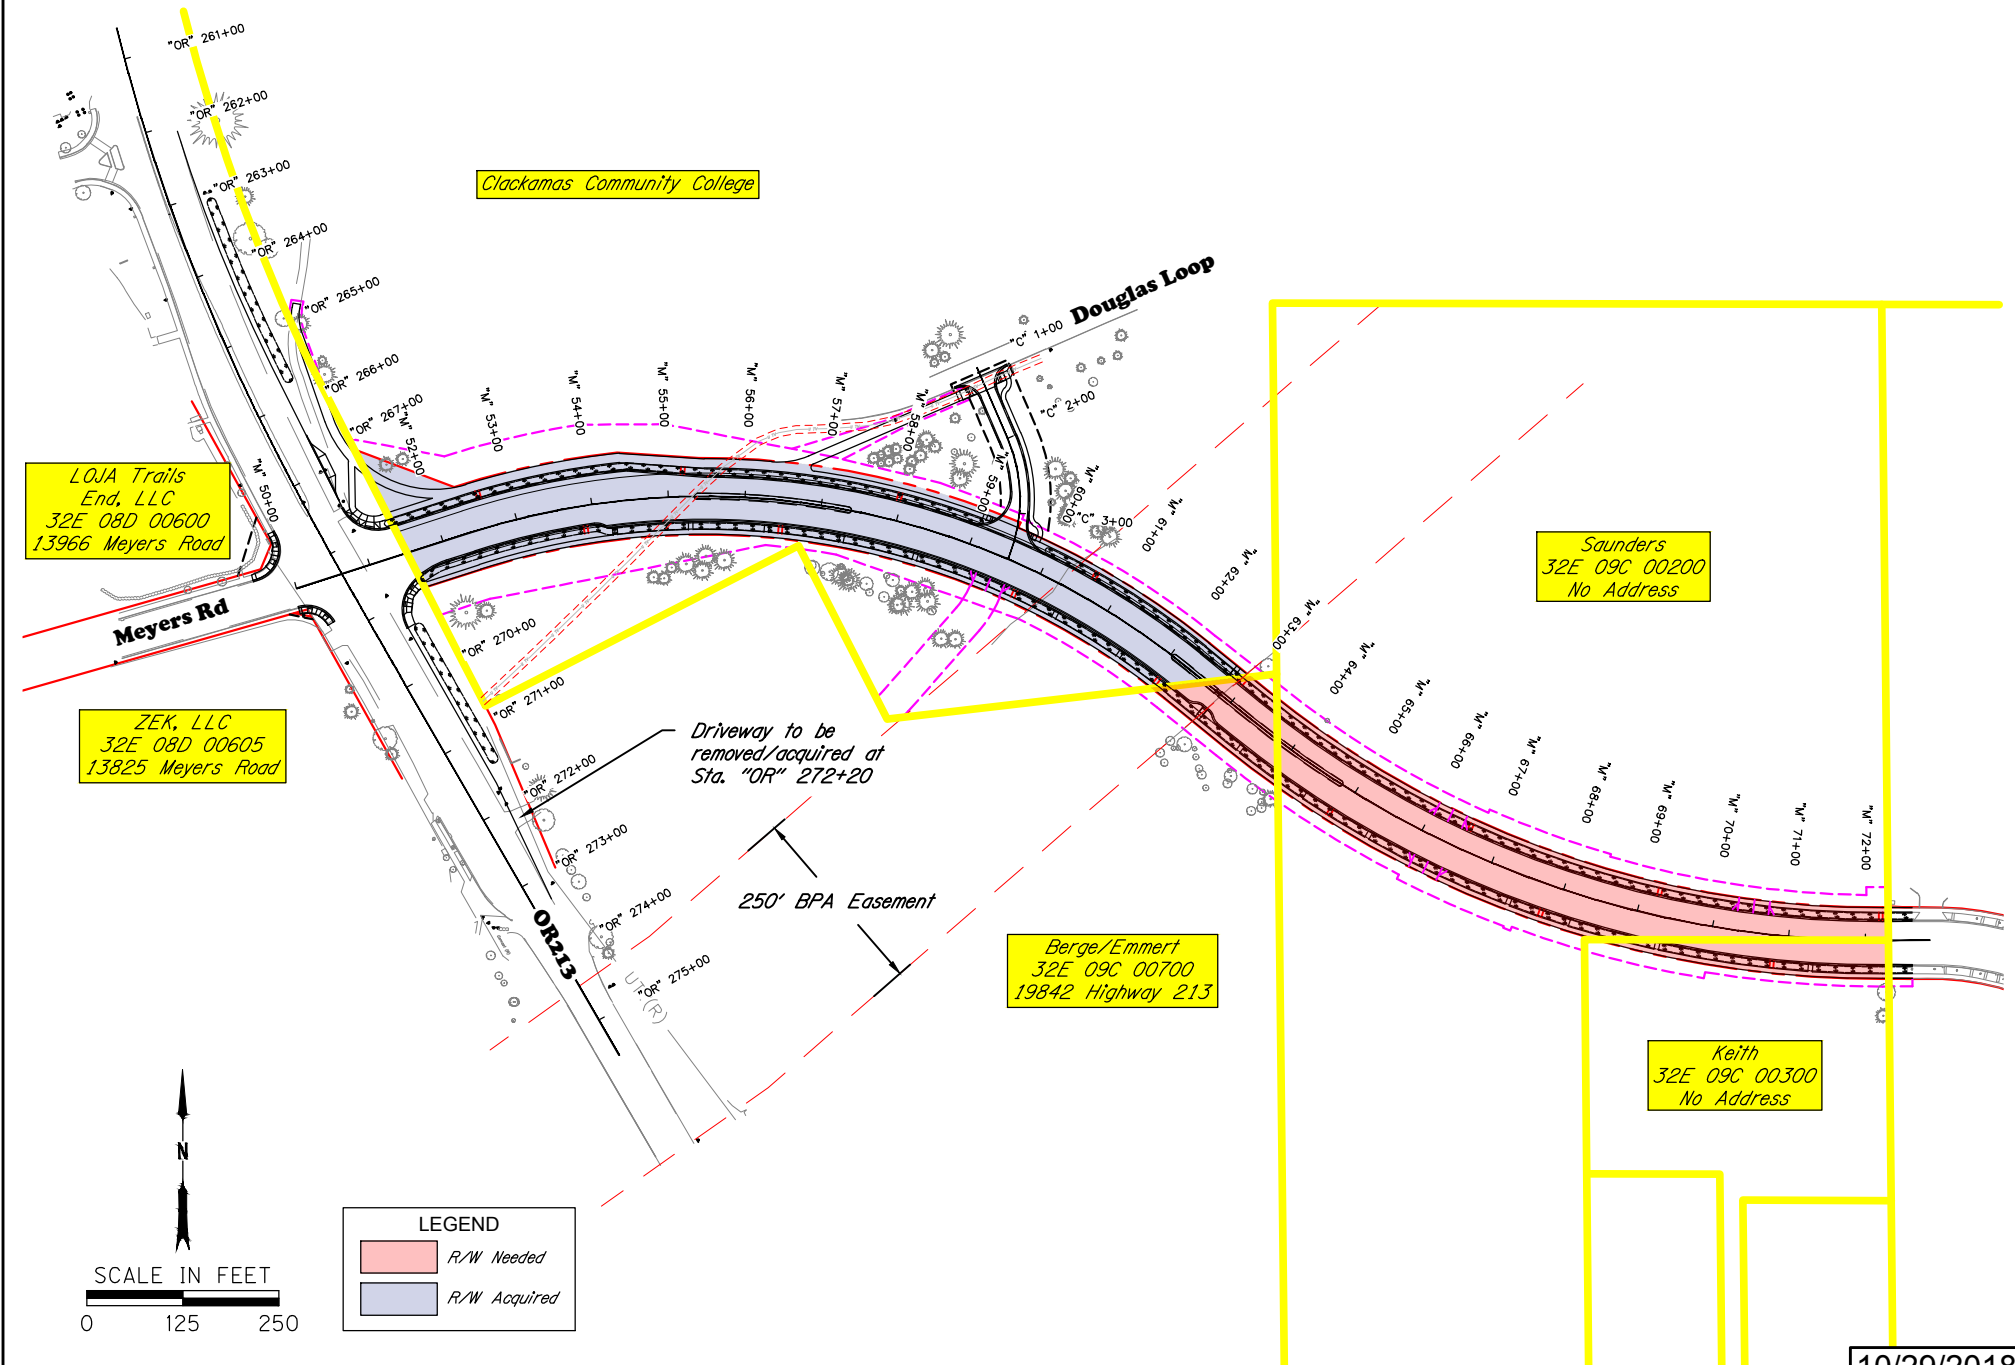 "OR" 261+00
"OR" 262+00
"OR" 263+00
"OR" 264+00
"OR" 265+00
"OR" 266+00
"OR" 267+00
Clackamas Community College
Douglas Loop
"C" 1+00
"C" 2+00
"C" 3+00
"M" 50+00
"M" 52+00
"M" 53+00
"M" 54+00
"M" 55+00
"M" 56+00
"M" 57+00
"M" 58+00
"M" 59+00
"M" 60+00
"M" 61+00
"M" 62+00
"M" 63+00
"M" 64+00
"M" 65+00
"M" 66+00
"M" 67+00
"M" 68+00
"M" 69+00
"M" 70+00
"M" 71+00
"M" 72+00
LOJA Trails
End, LLC
32E 08D 00600
13966 Meyers Road
Meyers Rd
ZEK, LLC
32E 08D 00605
13825 Meyers Road
Saunders
32E 09C 00200
No Address
"OR" 270+00
"OR" 271+00
"OR" 272+00
"OR" 273+00
"OR" 274+00
"OR" 275+00
Driveway to be
removed/acquired at
Sta. "OR" 272+20
250' BPA Easement
OR213
Berge/Emmert
32E 09C 00700
19842 Highway 213
Keith
32E 09C 00300
No Address
N
SCALE IN FEET
0 125 250
LEGEND
R/W Needed
R/W Acquired
10/29/2018